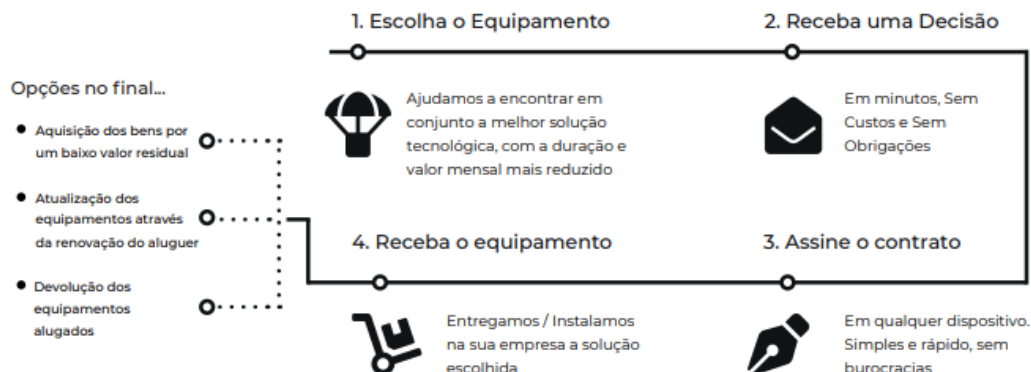 1. Escolha o Equipamento
Ajudamos a encontrar em
conjunto a melhor solução
tecnológica, com a duração e
valor mensal mais reduzido
2. Receba uma Decisão
Em minutos, Sem
Custos e Sem
Obrigações
3. Assine o contrato
Em qualquer dispositivo.
Simples e rápido, sem
burocracias
4. Receba o equipamento
Entregamos / Instalamos
na sua empresa a solução
escolhida
Opções no final...
Aquisição dos bens por
um baixo valor residual
Atualização dos
equipamentos através
da renovação do aluguer
Devolução dos
equipamentos
alugados